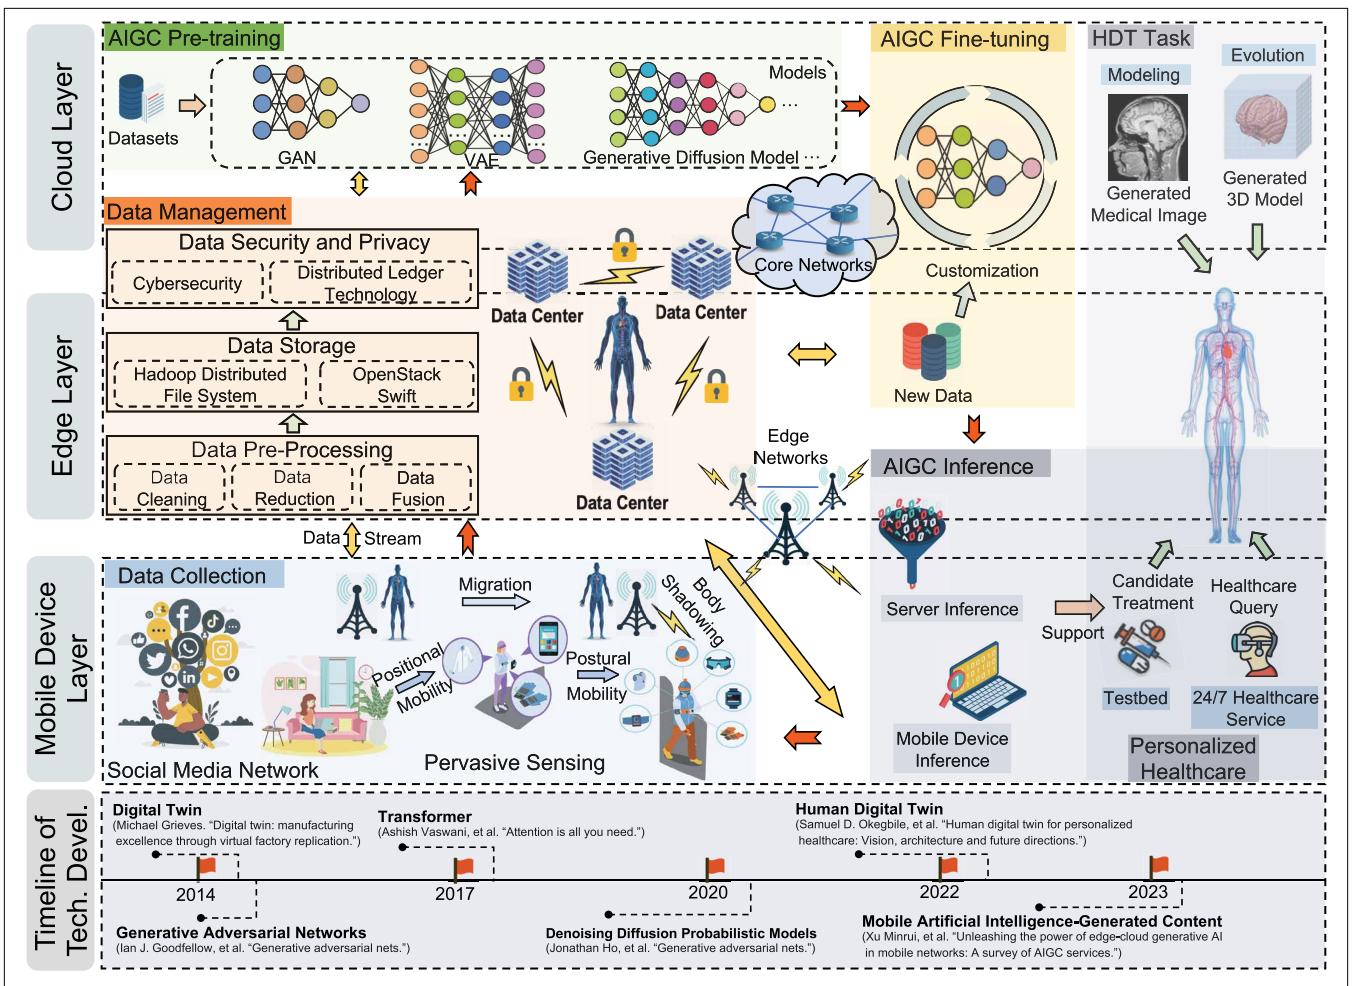 Cloud Layer
AIGC Pre-training
Datasets
GAN
VAE
Generative Diffusion Model ...
Models
...
AIGC Fine-tuning
Customization
New Data
HDT Task
Modeling
Generated
Medical Image
Evolution
Generated
3D Model
Data Management
Data Security and Privacy
Cybersecurity
Distributed Ledger
Technology
Core Networks
Edge Layer
Data Storage
Hadoop Distributed
File System
OpenStack
Swift
Data Pre-Processing
Data
Cleaning
Data
Reduction
Data
Fusion
Data Center
Data Center
Data Center
Edge
Networks
AIGC Inference
Server Inference
Mobile Device
Inference
Data Stream
Mobile Device
Layer
Data Collection
Social Media Network
Migration
Positional
Mobility
Postural
Mobility
Body
Shadowing
Pervasive Sensing
Support
Candidate
Treatment
Testbed
Healthcare
Query
24/7 Healthcare
Service
Personalized
Healthcare
Timeline of
Tech. Devel.
Digital Twin
(Michael Grieves. “Digital twin: manufacturing
excellence through virtual factory replication.”)
Transformer
(Ashish Vaswani, et al. “Attention is all you need.”)
Human Digital Twin
(Samuel D. Okegbile, et al. “Human digital twin for personalized
healthcare: Vision, architecture and future directions.”)
2014
2017
2020
2022
2023
Generative Adversarial Networks
(Ian J. Goodfellow, et al. “Generative adversarial nets.”)
Denoising Diffusion Probabilistic Models
(Jonathan Ho, et al. “Generative adversarial nets.”)
Mobile Artificial Intelligence-Generated Content
(Xu Minrui, et al. “Unleashing the power of edge-cloud generative AI
in mobile networks: A survey of AIGC services.”)